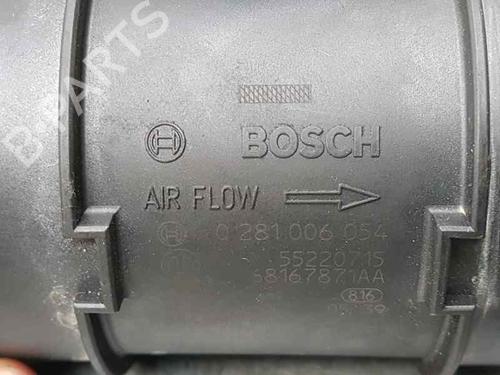 B-PARTS
BOSCH
AIR FLOW
0 281 006 054
55220715
68167871AA
816